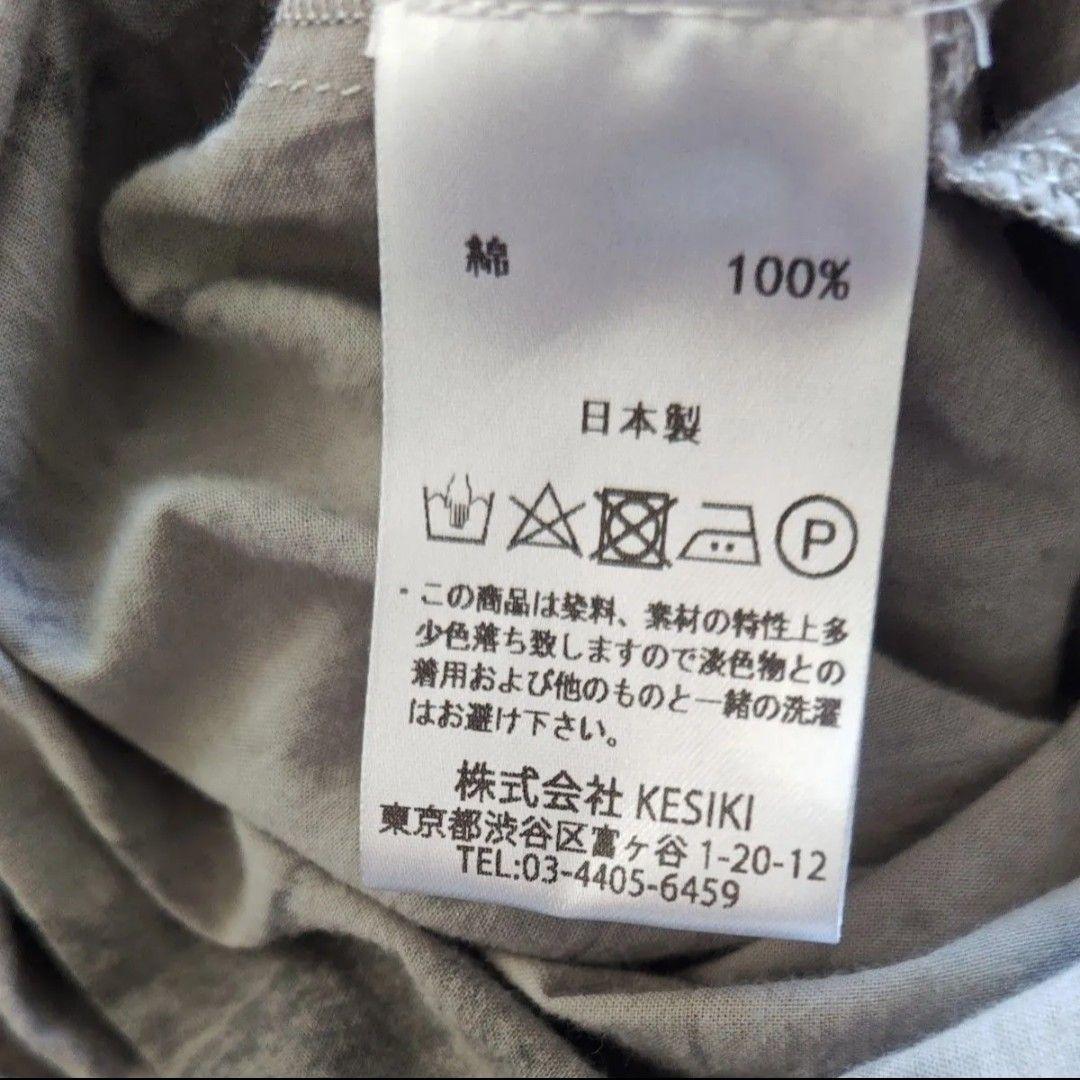 綿 100%
日本製
P
・この商品は染料、素材の特性上多
少色落ち致しますので淡色物との
着用および他のものと一緒の洗濯
はお避け下さい。
株式会社 KESIKI
東京都渋谷区富ヶ谷 1-20-12
TEL:03-4405-6459